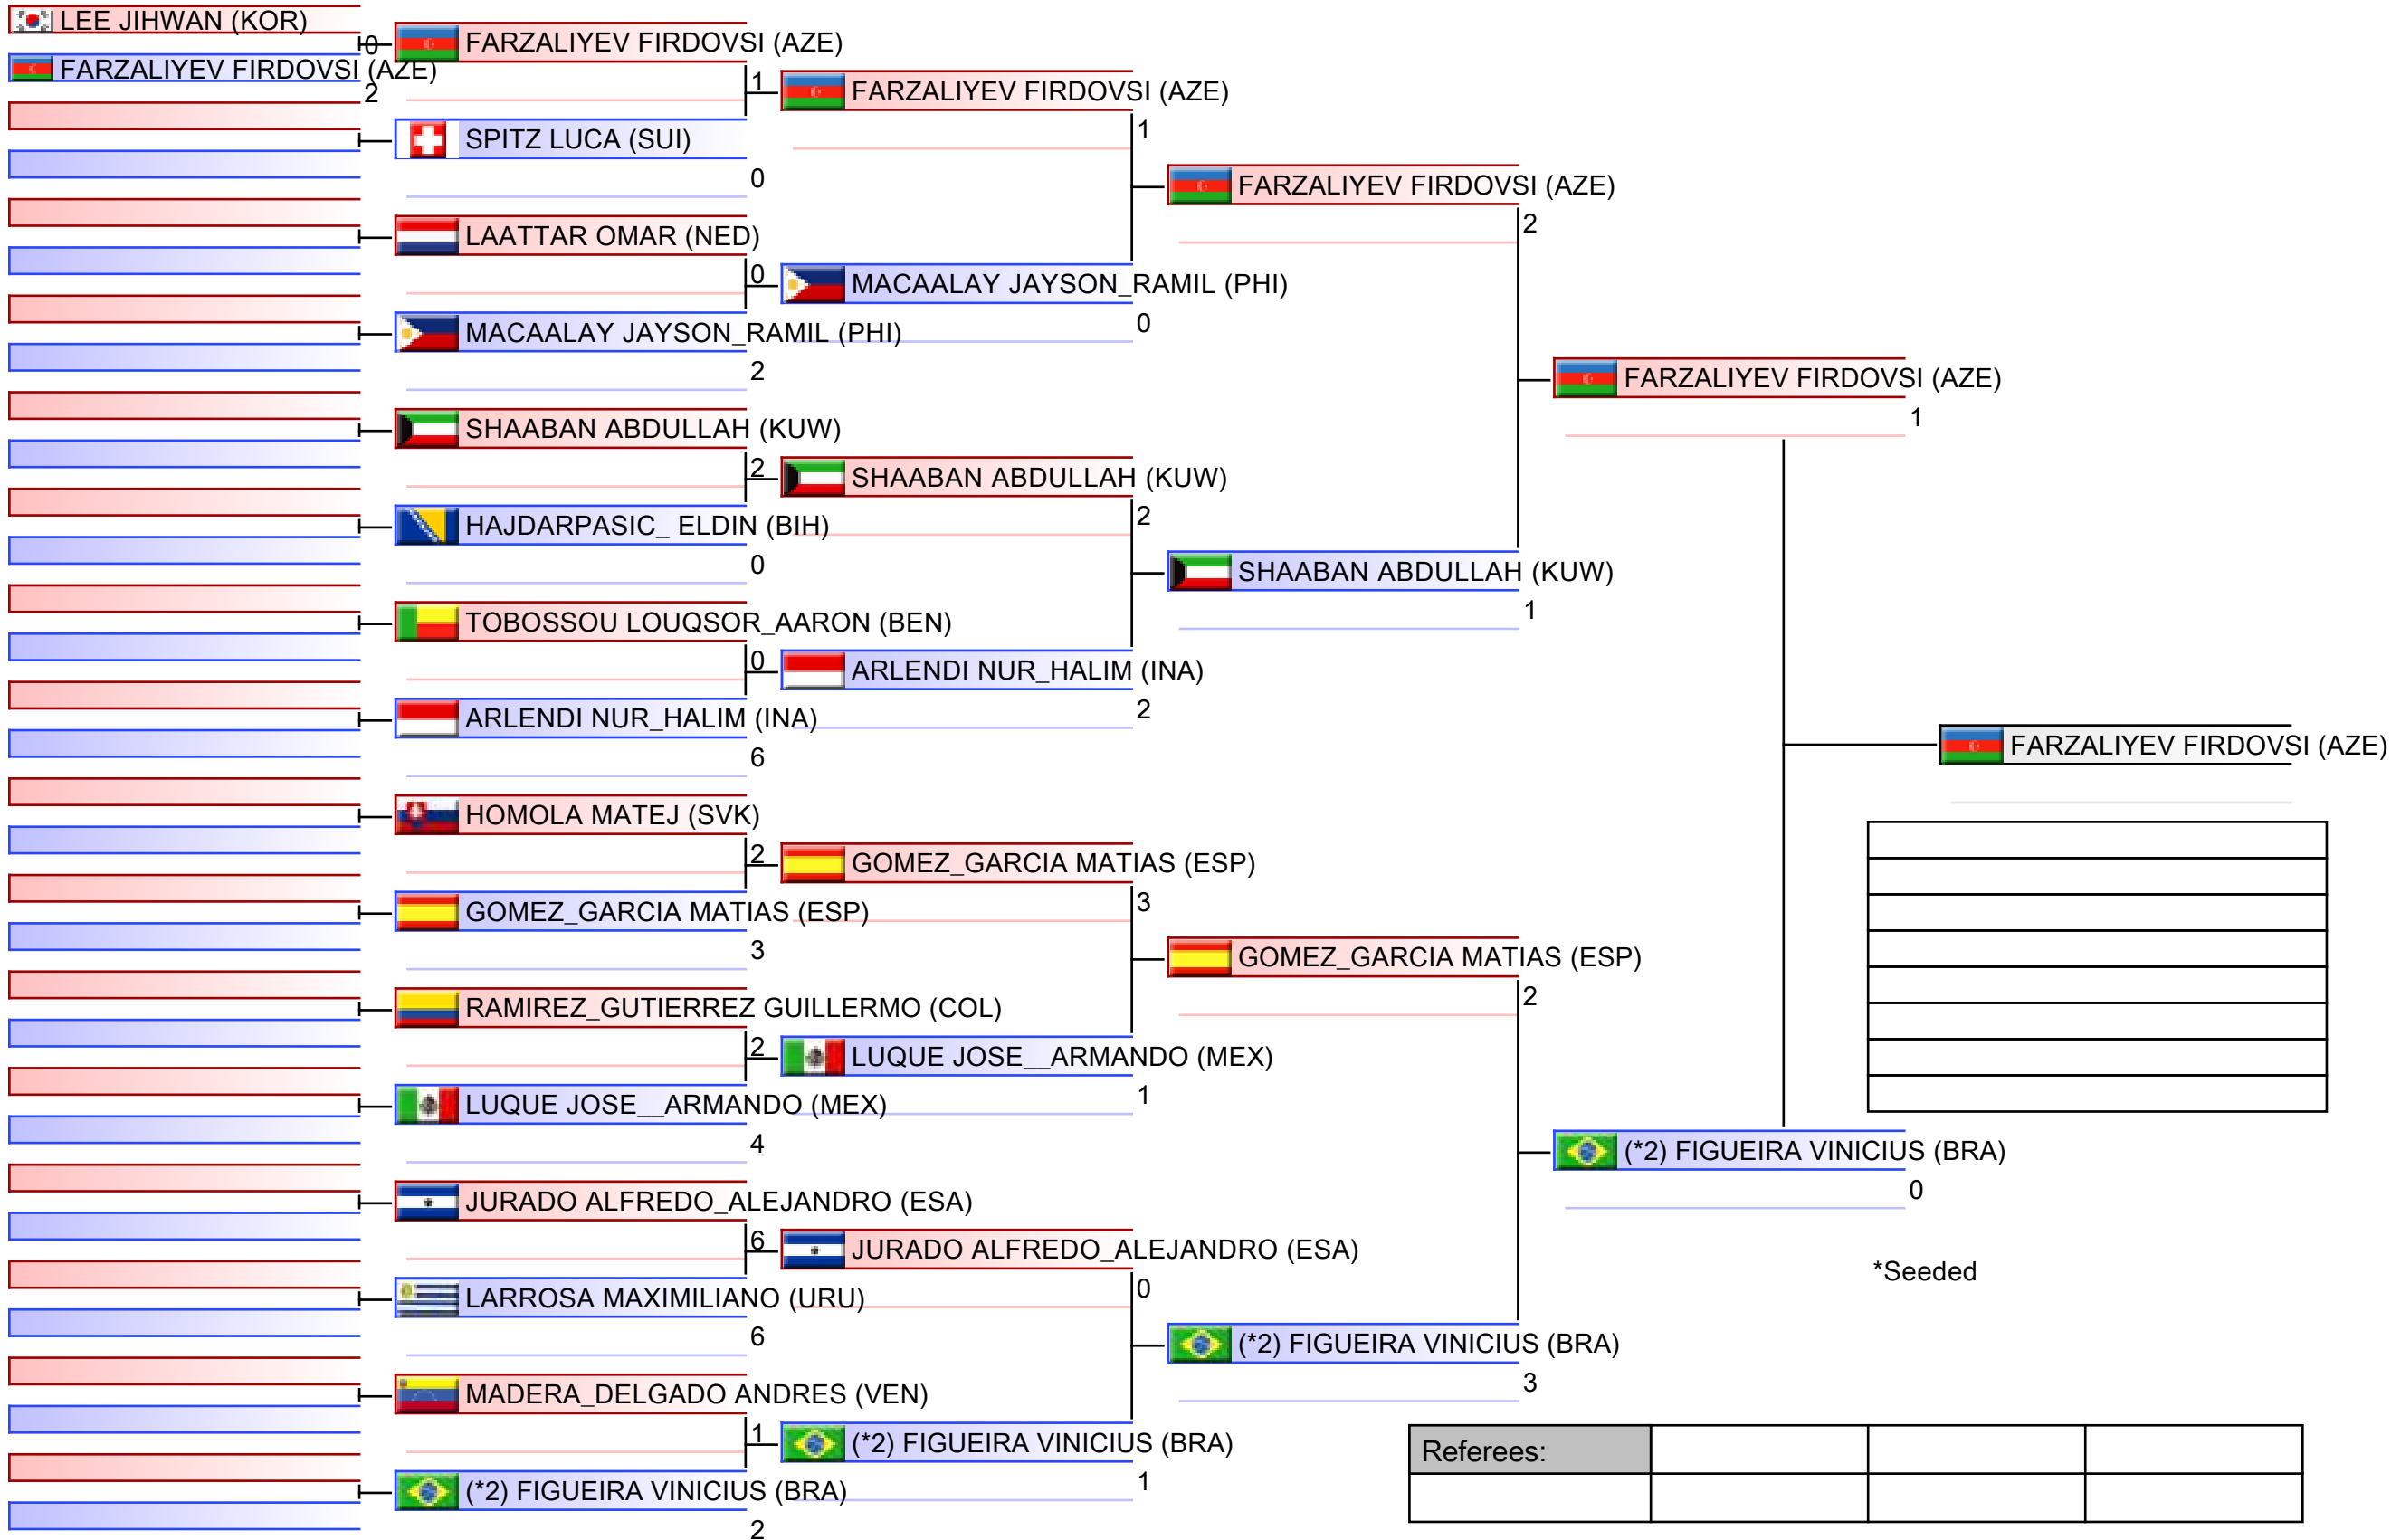 LEE JIHWAN (KOR)
0
FARZALIYEV FIRDOVSI (AZE)
2
FARZALIYEV FIRDOVSI (AZE)
1
SPITZ LUCA (SUI)
0
LAATTAR OMAR (NED)
0
MACAALAY JAYSON_RAMIL (PHI)
2
SHAABAN ABDULLAH (KUW)
2
HAJDARPASIC_ ELDIN (BIH)
0
TOBOSSOU LOUQSOR_AARON (BEN)
0
ARLENDI NUR_HALIM (INA)
6
HOMOLA MATEJ (SVK)
2
GOMEZ_GARCIA MATIAS (ESP)
3
RAMIREZ_GUTIERREZ GUILLERMO (COL)
2
LUQUE JOSE__ARMANDO (MEX)
4
JURADO ALFREDO_ALEJANDRO (ESA)
6
LARROSA MAXIMILIANO (URU)
6
MADERA_DELGADO ANDRES (VEN)
1
(*2) FIGUEIRA VINICIUS (BRA)
2
FARZALIYEV FIRDOVSI (AZE)
1
MACAALAY JAYSON_RAMIL (PHI)
0
SHAABAN ABDULLAH (KUW)
2
ARLENDI NUR_HALIM (INA)
2
GOMEZ_GARCIA MATIAS (ESP)
3
LUQUE JOSE__ARMANDO (MEX)
1
JURADO ALFREDO_ALEJANDRO (ESA)
0
(*2) FIGUEIRA VINICIUS (BRA)
1
FARZALIYEV FIRDOVSI (AZE)
2
SHAABAN ABDULLAH (KUW)
1
GOMEZ_GARCIA MATIAS (ESP)
2
(*2) FIGUEIRA VINICIUS (BRA)
3
FARZALIYEV FIRDOVSI (AZE)
1
(*2) FIGUEIRA VINICIUS (BRA)
0
FARZALIYEV FIRDOVSI (AZE)
*Seeded
Referees: